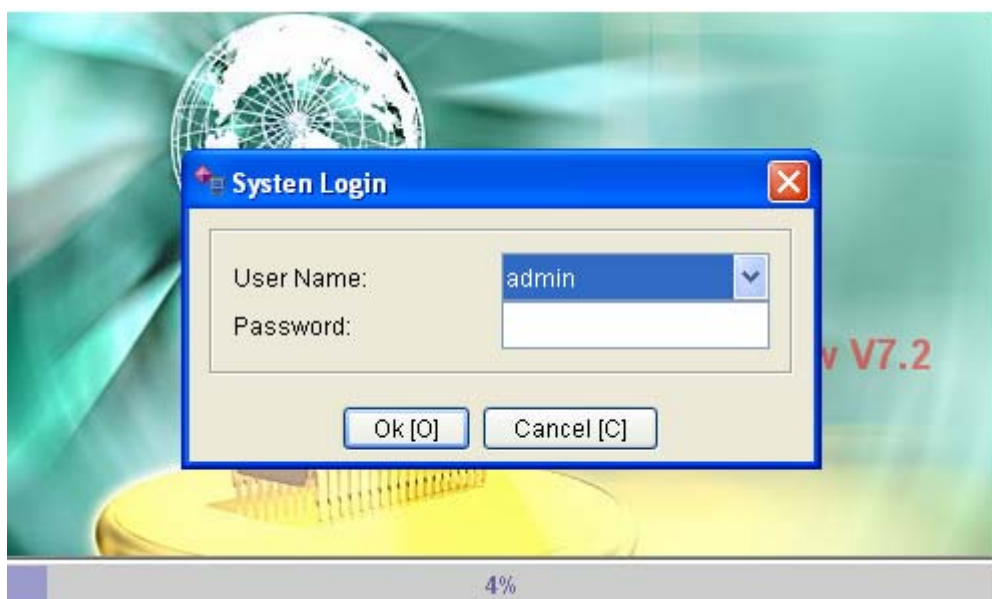 Systen Login
User Name:
admin
Password:
V7.2
Ok [O]
Cancel [C]
4%